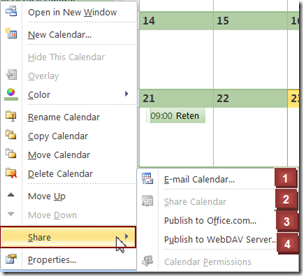 Open in New Window
New Calendar...
Hide This Calendar
Overlay
Color
Rename Calendar
Copy Calendar
Move Calendar
Delete Calendar
Move Up
Move Down
Share
Properties...
14 15 16
21 22 23
09:00 Reten
E-mail Calendar... 1
Share Calendar 2
Publish to Office.com... 3
Publish to WebDAV Server... 4
Calendar Permissions